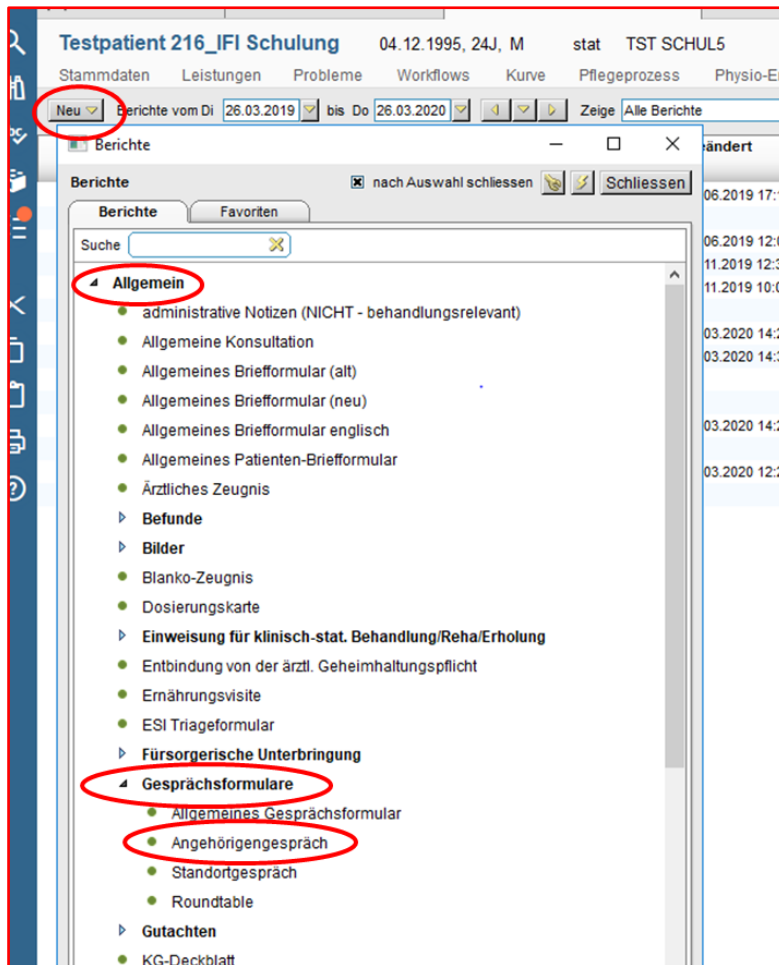 Testpatient 216_IFI Schulung 04.12.1995, 24J, M stat TST SCHUL5
Stammdaten Leistungen Probleme Workflows Kurve Pflegeprozess
Neu Berichte vom Di 26.03.2019 bis Do 26.03.2020 Zeige Alle Berichte
Berichte
Berichte nach Auswahl schliessen Schliessen
Berichte Favoriten
Suche
Allgemein
administrative Notizen (NICHT - behandlungsrelevant)
Allgemeine Konsultation
Allgemeines Briefformular (alt)
Allgemeines Briefformular (neu)
Allgemeines Briefformular englisch
Allgemeines Patienten-Briefformular
Ärztliches Zeugnis
Befunde
Bilder
Blanko-Zeugnis
Dosierungskarte
Einweisung für klinisch-stat. Behandlung/Reha/Erholung
Entbindung von der ärztl. Geheimhaltungspflicht
Ernährungsvisite
ESI Triageformular
Fürsorgerische Unterbringung
Gesprächsformulare
Allgemeines Gesprächsformular
Angehörigengespräch
Standortgespräch
Roundtable
Gutachten
KG-Deckblatt